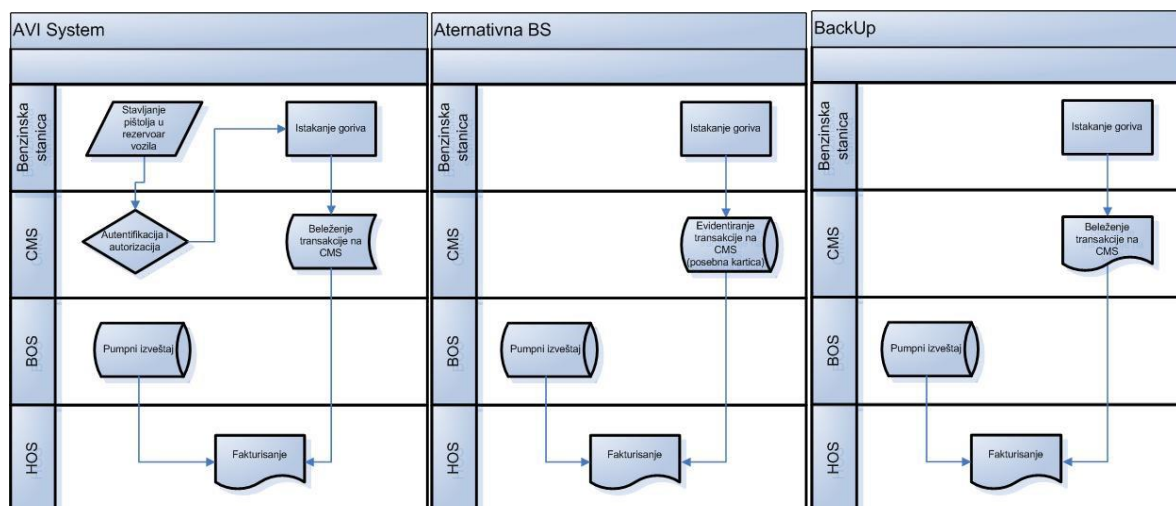 AVI System
Benzinska
stanica
Stavljanje
pištolja u
rezervoar
vozila
Istakanje goriva
CMS
Autentifikacija i
autorizacija
Beleženje
transakcije na
CMS
BOS
Pumpni izveštaj
HOS
Fakturisanje
Aternativna BS
Benzinska
stanica
Istakanje goriva
CMS
Evidentiranje
transakcije na
CMS
(posebna kartica)
BOS
Pumpni izveštaj
HOS
Fakturisanje
BackUp
Benzinska
stanica
Istakanje goriva
CMS
Beleženje
transakcije na
CMS
BOS
Pumpni izveštaj
HOS
Fakturisanje